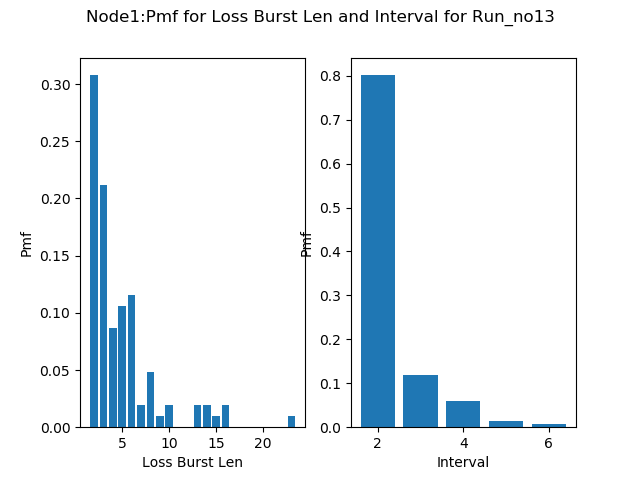 Node1:Pmf for Loss Burst Len and Interval for Run_no13
0.30
0.25
0.20
0.15
0.10
0.05
0.00
Pmf
5 10 15 20
Loss Burst Len
0.8
0.7
0.6
0.5
0.4
0.3
0.2
0.1
0.0
Pmf
2 4 6
Interval